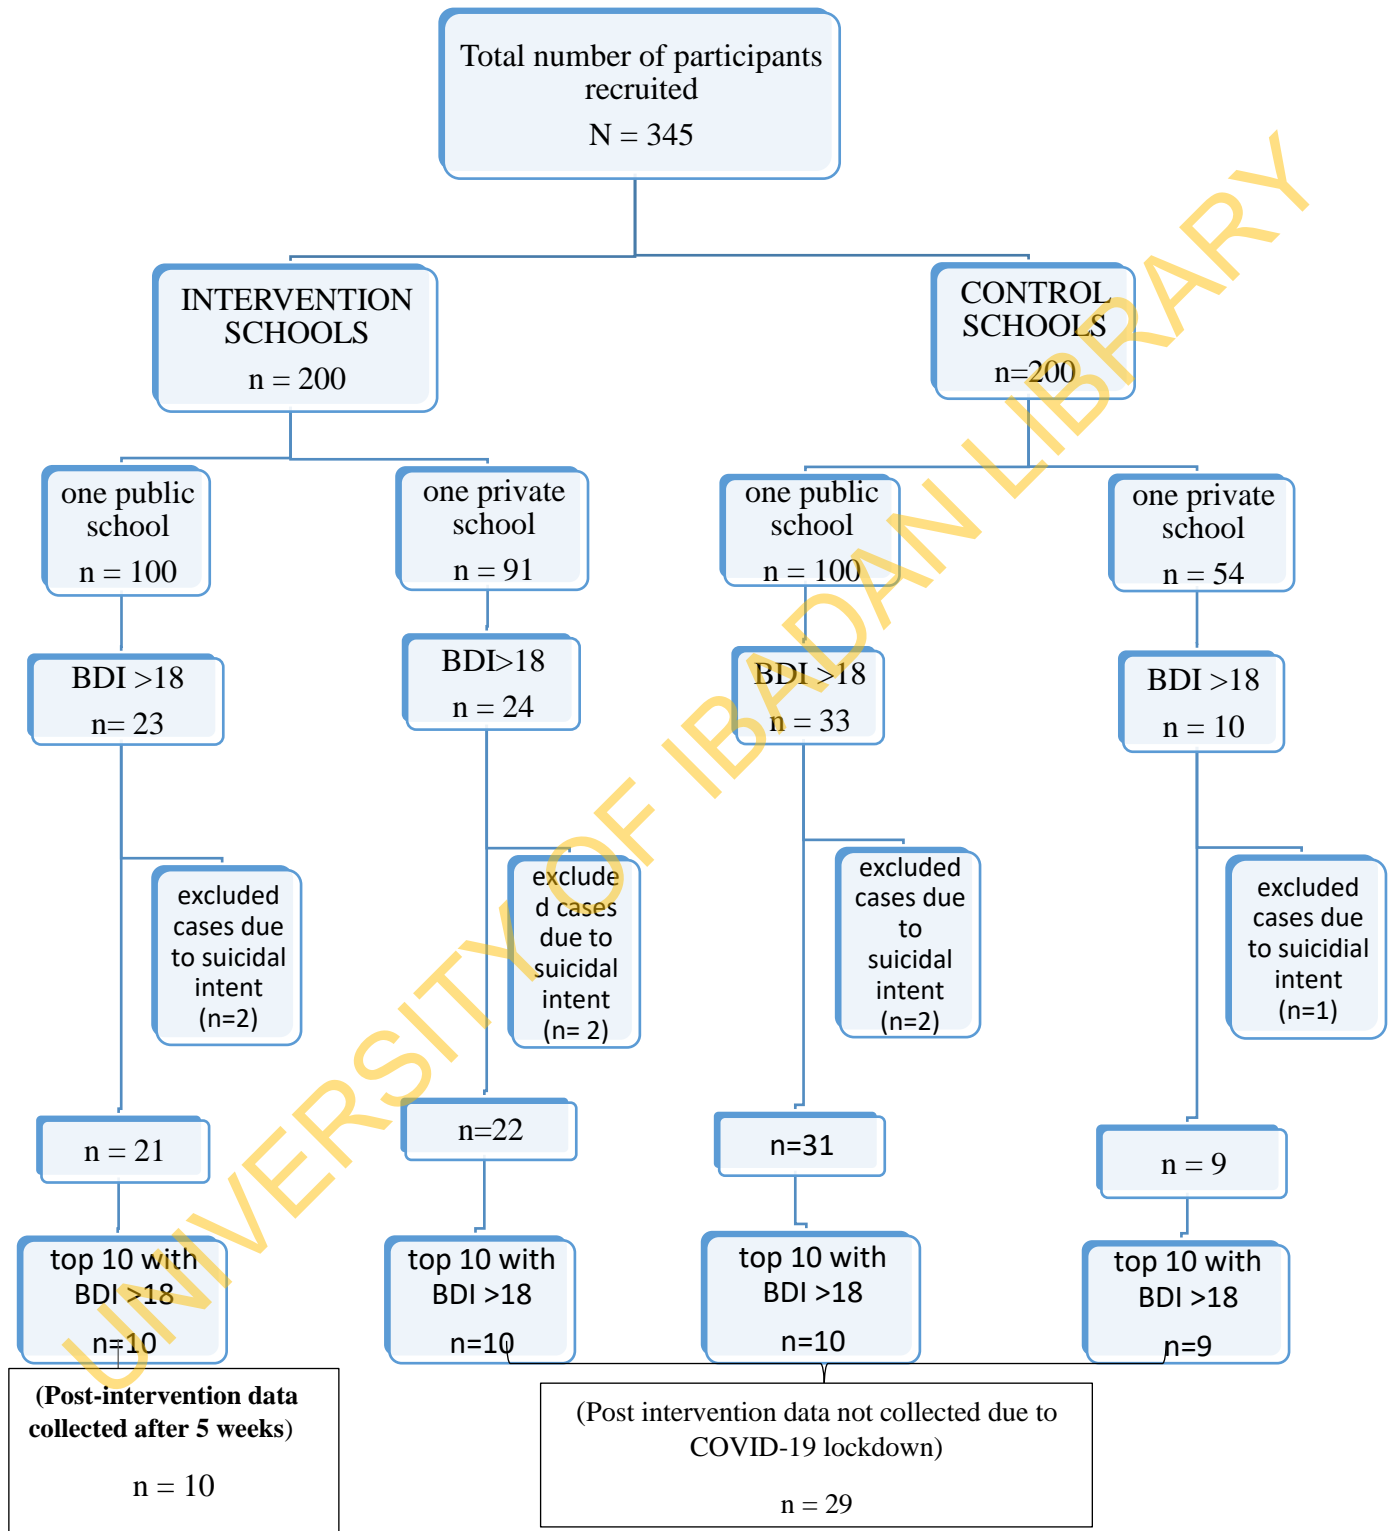 Total number of participants
recruited
N = 345
INTERVENTION
SCHOOLS
n = 200
CONTROL
SCHOOLS
n=200
one public
school
n = 100
one private
school
n = 91
one public
school
n = 100
one private
school
n = 54
BDI >18
n= 23
BDI>18
n = 24
BDI >18
n = 33
BDI >18
n = 10
excluded
cases due
to suicidal
intent
(n=2)
exclude
d cases
due to
suicidal
intent
(n= 2)
excluded
cases due
to
suicidal
intent
(n=2)
excluded
cases due
to suicidial
intent
(n=1)
n = 21
n=22
n=31
n = 9
top 10 with
BDI >18
n=10
top 10 with
BDI >18
n=10
top 10 with
BDI >18
n=10
top 10 with
BDI >18
n=9
(Post-intervention data
collected after 5 weeks)
n = 10
(Post intervention data not collected due to
COVID-19 lockdown)
n = 29
UNIVERSITY OF IBADAN LIBRARY